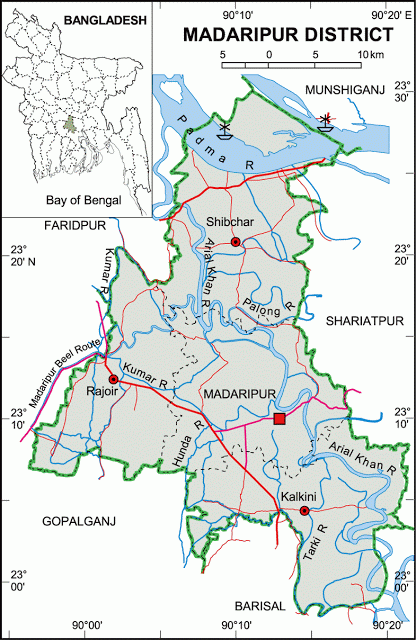 BANGLADESH
Bay of Bengal
90°10'
90°20' E
MADARIPUR DISTRICT
5 0 5 10 km
23°
30'
MUNSHIGANJ
Padma R
FARIDPUR
Shibchar
23°
20' N
23°
20'
Kumar R
Arial Khan R
Palong R
SHARIATPUR
Madaripur Beel Route
Kumar R
Rajoir
MADARIPUR
23°
10'
23°
10'
Hunda R
Arial Khan R
Kalkini
GOPALGANJ
Tarki R
23°
00'
23°
00'
BARISAL
90°00'
90°10'
90°20'